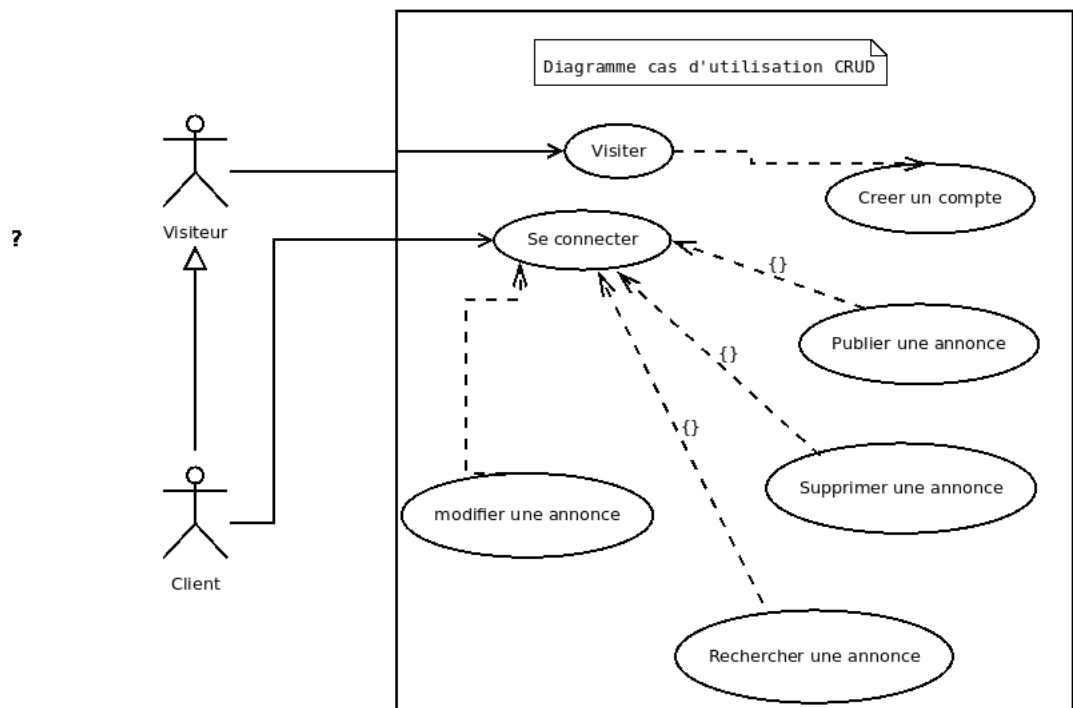 Diagramme cas d'utilisation CRUD
Visiter
Creer un compte
Visiteur
?
Se connecter
{}
Publier une annonce
{}
{}
Supprimer une annonce
modifier une annonce
Client
Rechercher une annonce